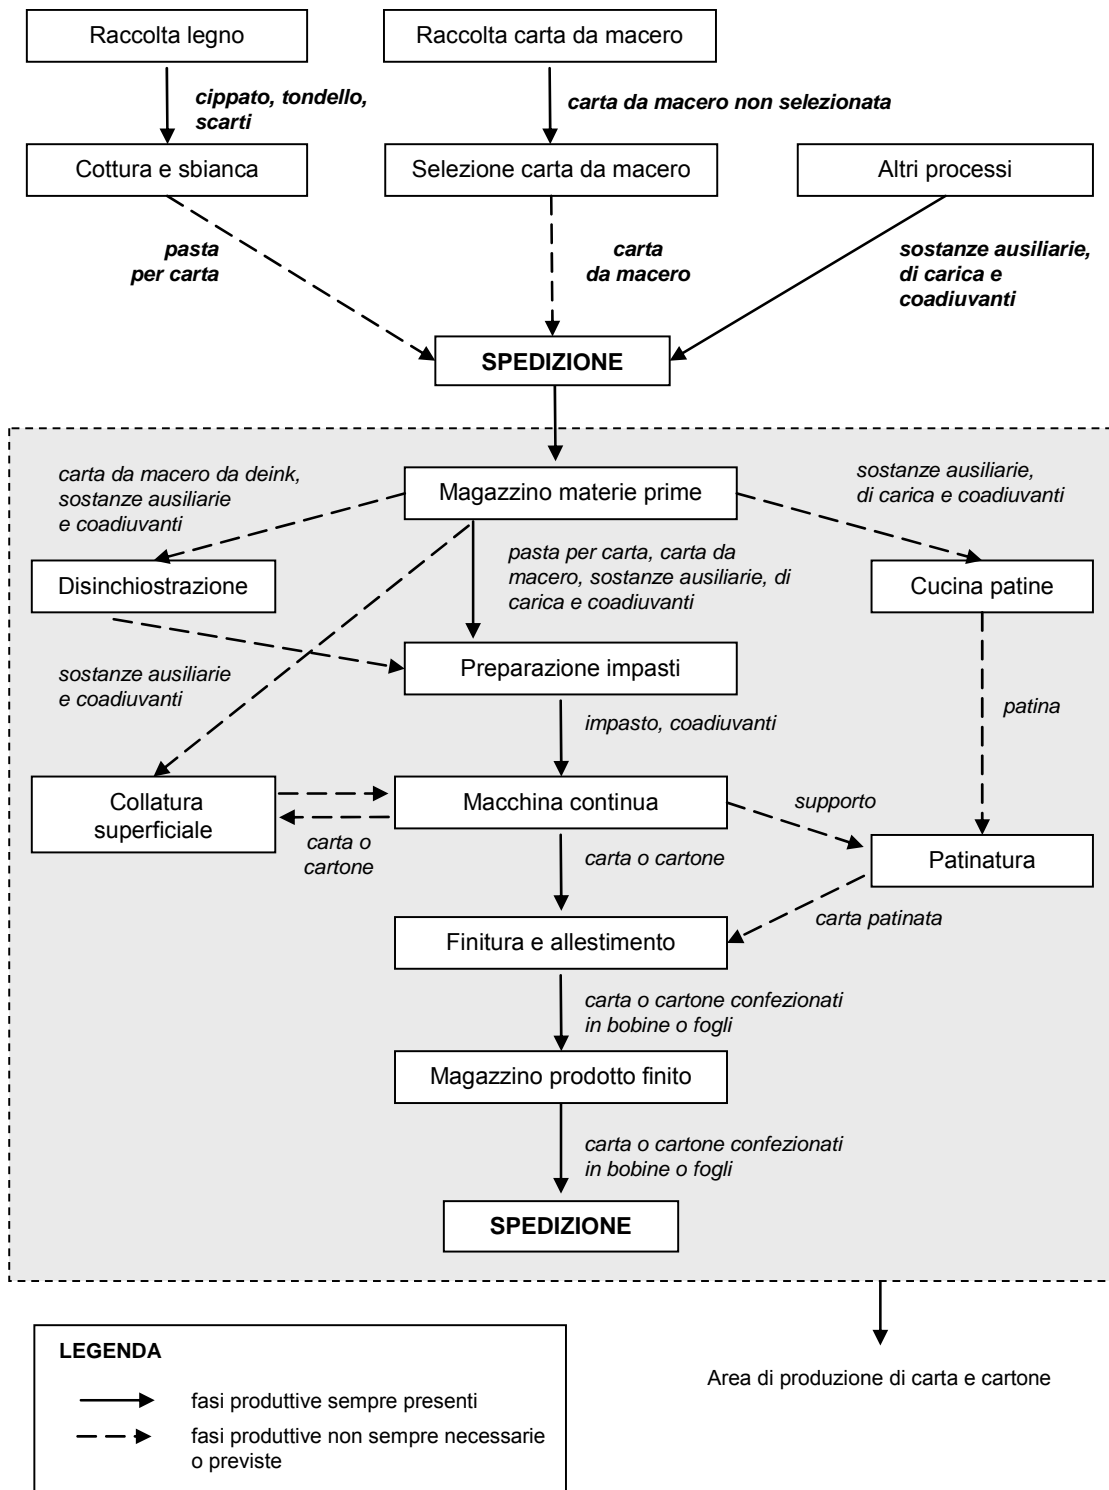 Raccolta legno
Raccolta carta da macero
cippato, tondello,
scarti
carta da macero non selezionata
Cottura e sbianca
Selezione carta da macero
Altri processi
pasta
per carta
carta
da macero
sostanze ausiliarie,
di carica e
coadiuvanti
SPEDIZIONE
carta da macero da deink,
sostanze ausiliarie
e coadiuvanti
Magazzino materie prime
sostanze ausiliarie,
di carica e coadiuvanti
Disinchiostrazione
pasta per carta, carta da
macero, sostanze ausiliarie, di
carica e coadiuvanti
Cucina patine
sostanze ausiliarie
e coadiuvanti
Preparazione impasti
impasto, coadiuvanti
patina
Collatura
superficiale
Macchina continua
supporto
carta o
cartone
carta o cartone
Patinatura
Finitura e allestimento
carta patinata
carta o cartone confezionati
in bobine o fogli
Magazzino prodotto finito
carta o cartone confezionati
in bobine o fogli
SPEDIZIONE
LEGENDA
fasi produttive sempre presenti
fasi produttive non sempre necessarie
o previste
Area di produzione di carta e cartone